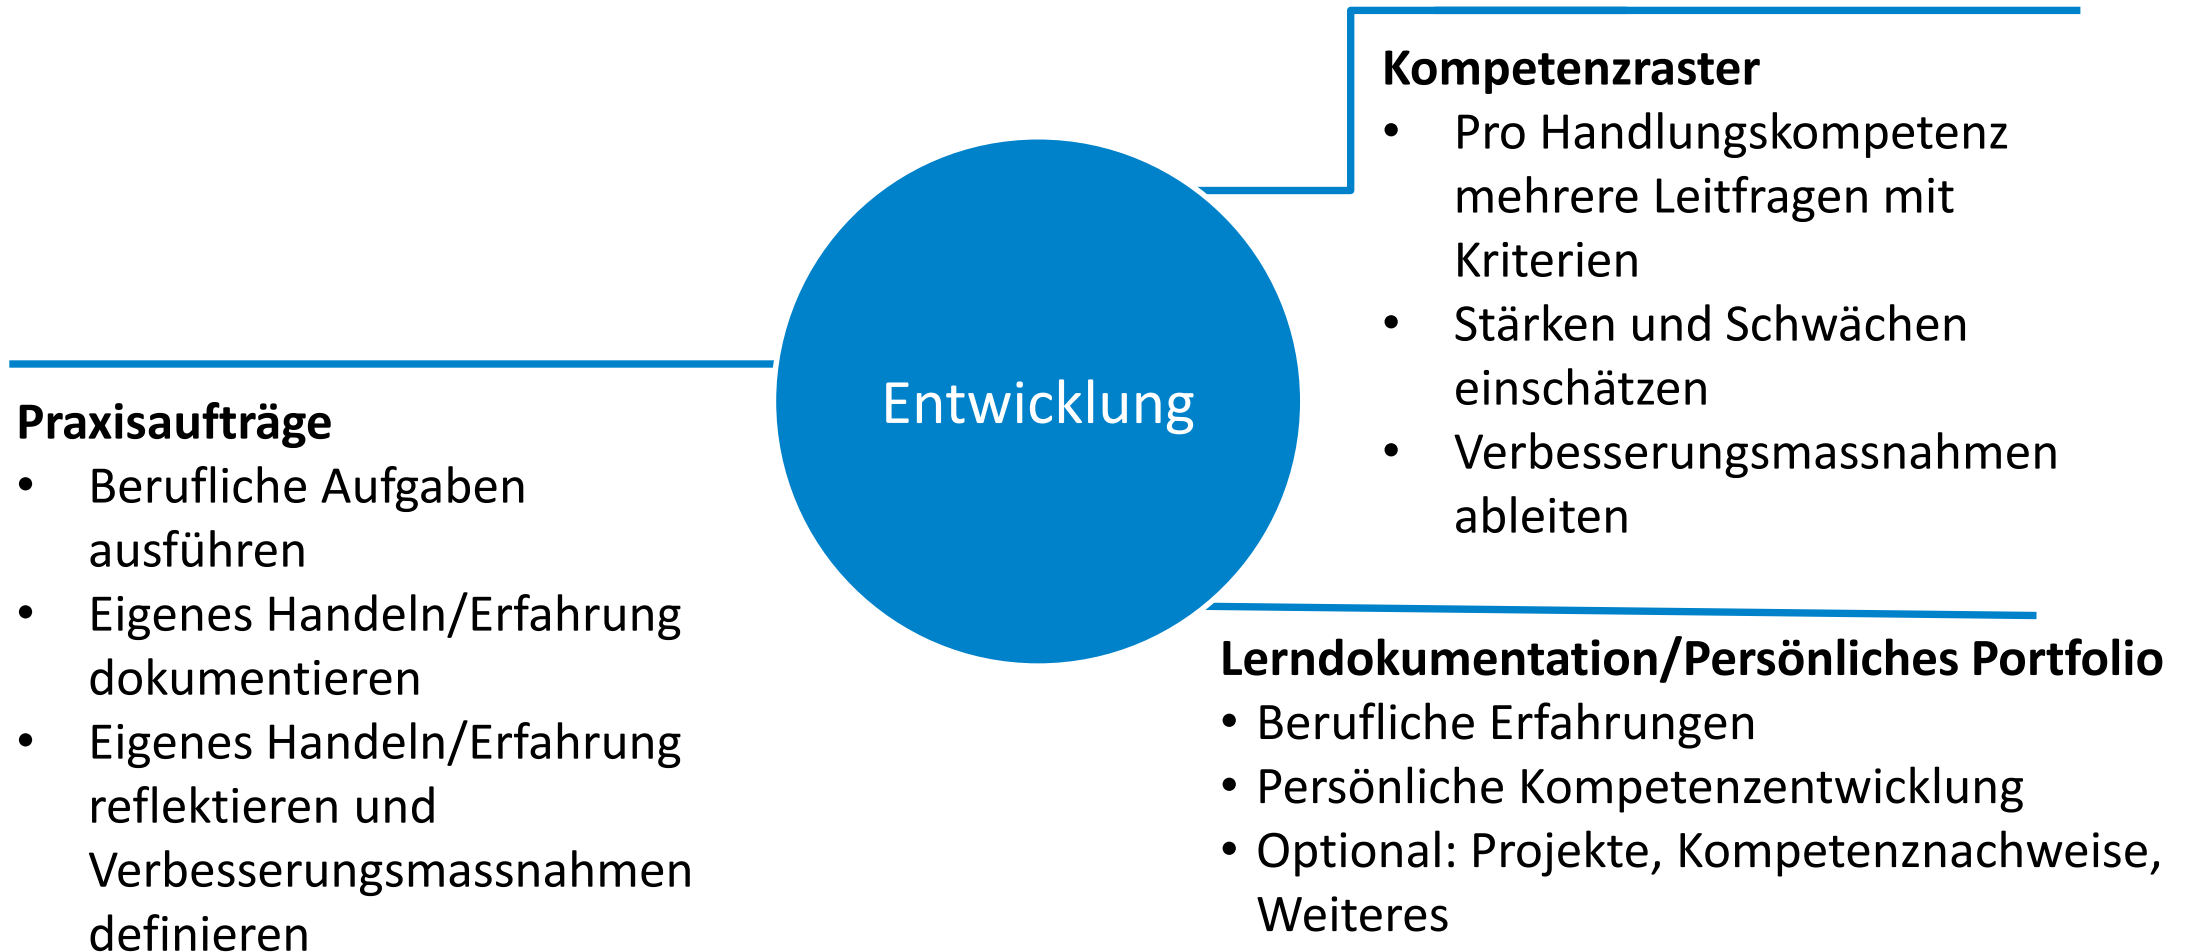 Kompetenzraster
• Pro Handlungskompetenz
mehrere Leitfragen mit
Kriterien
• Stärken und Schwächen
einschätzen
• Verbesserungsmassnahmen
ableiten
Entwicklung
Praxisaufträge
• Berufliche Aufgaben
ausführen
• Eigenes Handeln/Erfahrung
dokumentieren
• Eigenes Handeln/Erfahrung
reflektieren und
Verbesserungsmassnahmen
definieren
Lerndokumentation/Persönliches Portfolio
• Berufliche Erfahrungen
• Persönliche Kompetenzentwicklung
• Optional: Projekte, Kompetenznachweise,
Weiteres